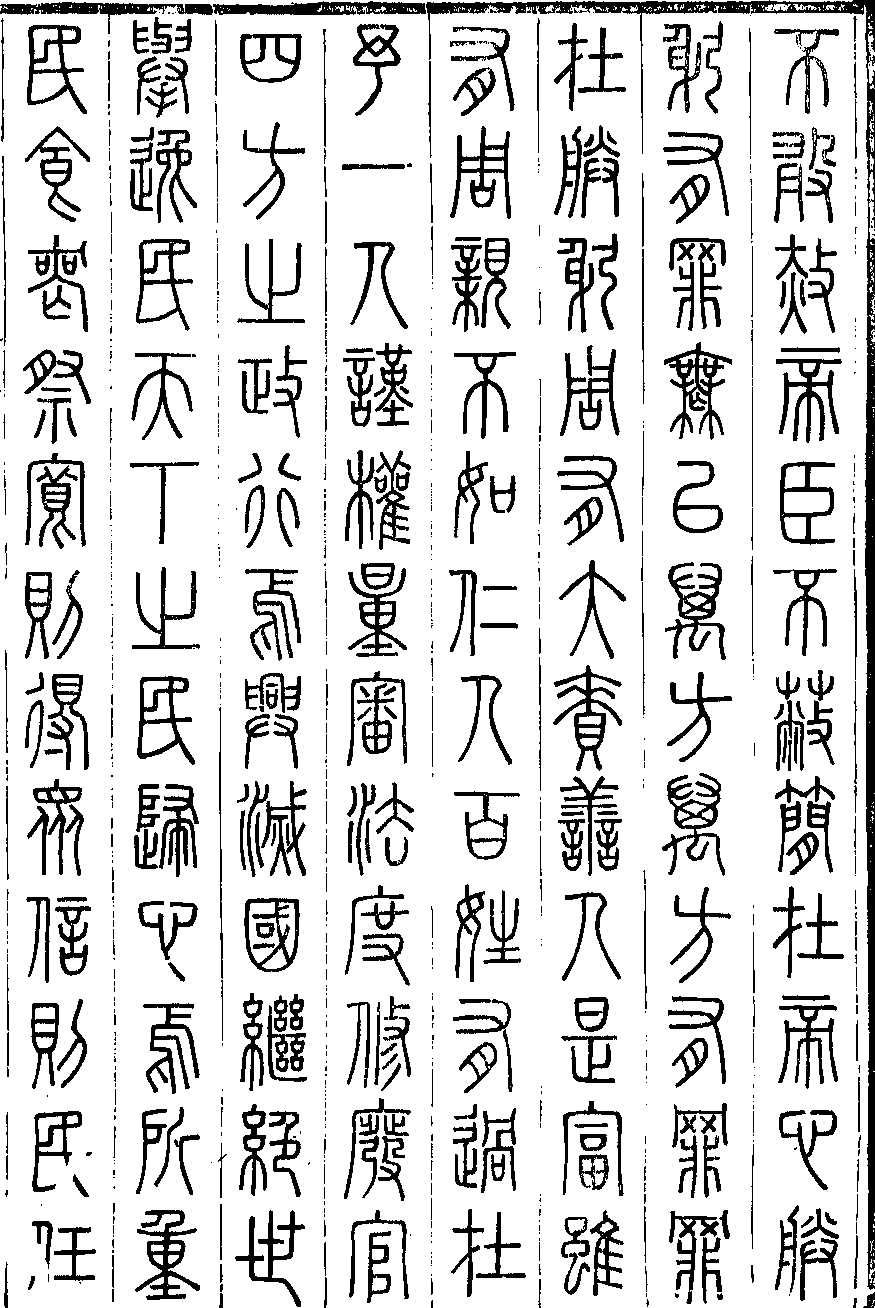 不敢赦帝臣不蔽簡在帝心朕
躬有罪無以萬方萬方有罪罪
在朕躬周有大賚善人是富雖
有周親不如仁人百姓有過在
予一人謹權量審法度修廢官
四方之政行焉興滅國繼絕世
舉逸民天下之民歸心焉所重
民食喪祭寬則得眾信則民任